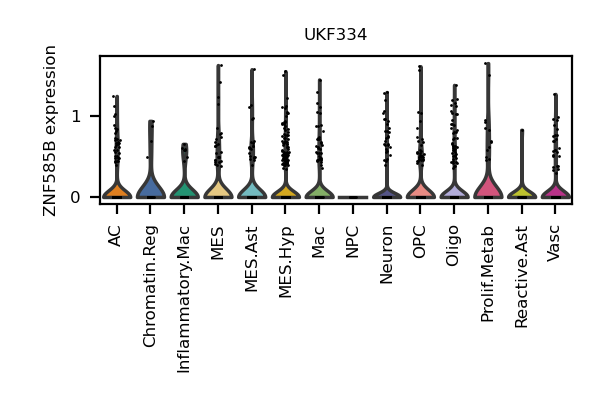 UKF334
ZNF585B expression
1
0
AC
Chromatin.Reg
Inflammatory.Mac
MES
MES.Ast
MES.Hyp
Mac
NPC
Neuron
OPC
Oligo
Prolif.Metab
Reactive.Ast
Vasc